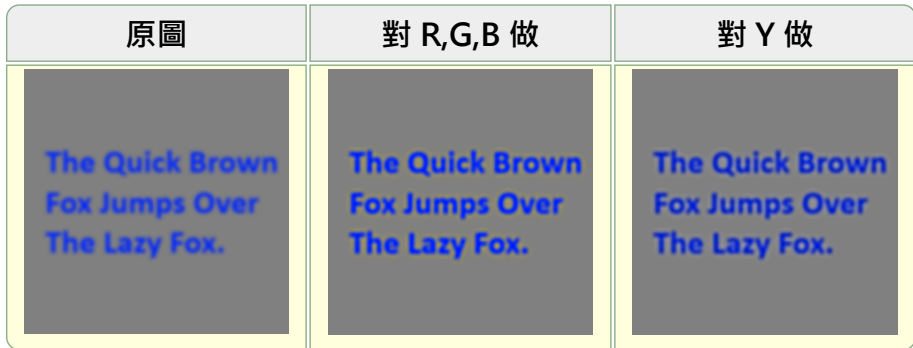 原圖
對 R,G,B 做
對 Y 做
The Quick Brown
Fox Jumps Over
The Lazy Fox.
The Quick Brown
Fox Jumps Over
The Lazy Fox.
The Quick Brown
Fox Jumps Over
The Lazy Fox.